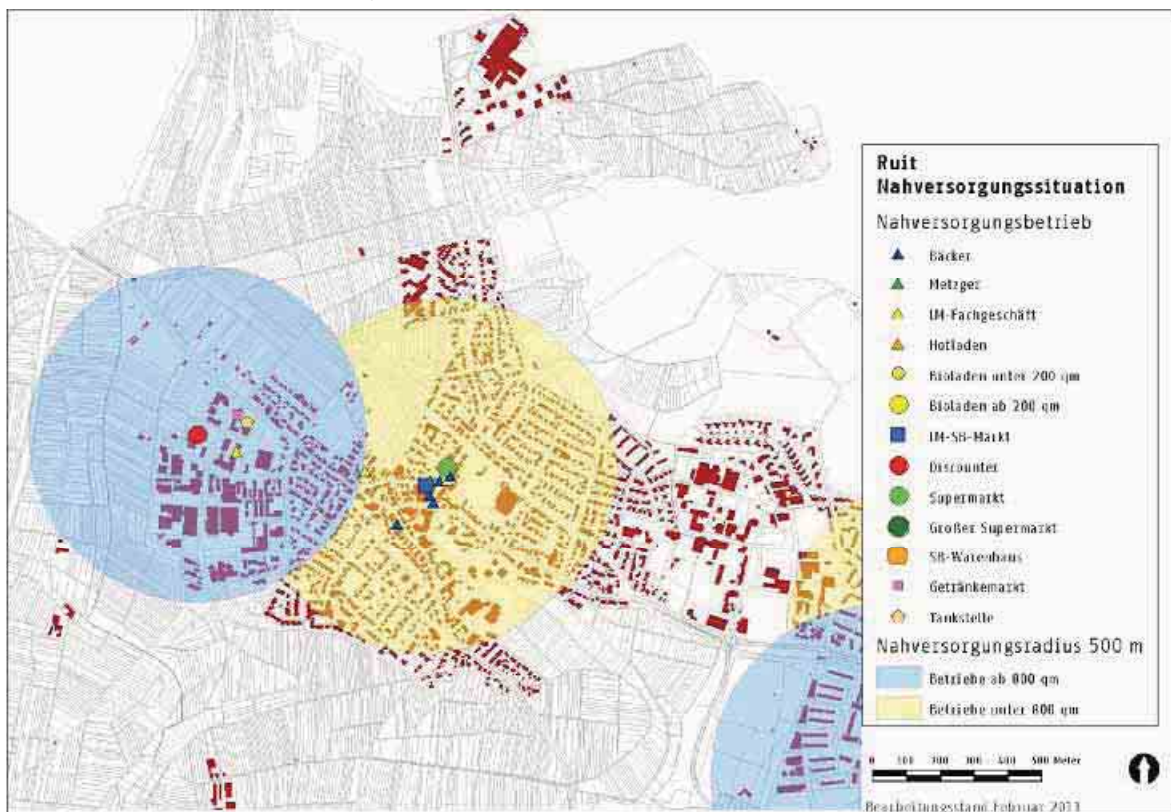 Ruit
Nahversorgungssituation
Nahversorgungsbetrieb
Bäcker
Metzger
LM-Fachgeschäft
Hofladen
Bioladen unter 200 qm
Bioladen ab 200 qm
LM-SB-Markt
Discounter
Supermarkt
Großer Supermarkt
SB-Warenhaus
Getränkemarkt
Tankstelle
Nahversorgungsradius 500 m
Betriebe ab 800 qm
Betriebe unter 800 qm
0 100 200 300 400 500 Meter
Bearbeitungsstand Februar 2011